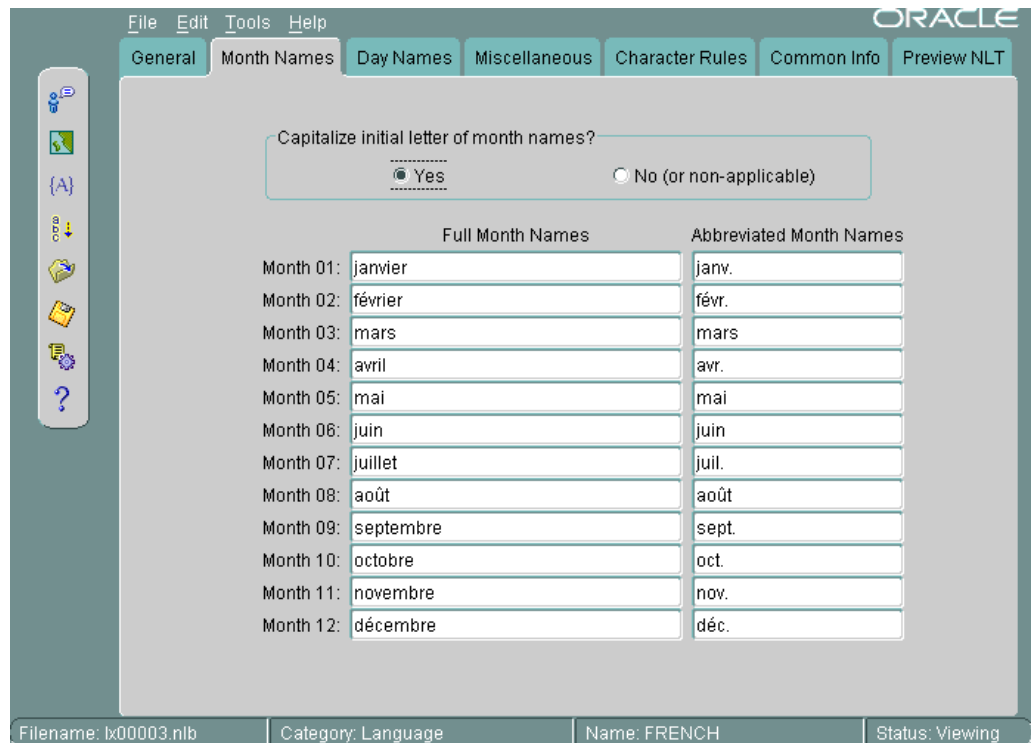 File Edit Tools Help
ORACLE
General Month Names Day Names Miscellaneous Character Rules Common Info Preview NLT
{A}
a
b
c
?
Capitalize initial letter of month names?
Yes No (or non-applicable)
Full Month Names Abbreviated Month Names
Month 01: janvier janv.
Month 02: février févr.
Month 03: mars mars
Month 04: avril avr.
Month 05: mai mai
Month 06: juin juin
Month 07: juillet juil.
Month 08: août août
Month 09: septembre sept.
Month 10: octobre oct.
Month 11: novembre nov.
Month 12: décembre déc.
Filename: lx00003.nlb Category: Language Name: FRENCH Status: Viewing